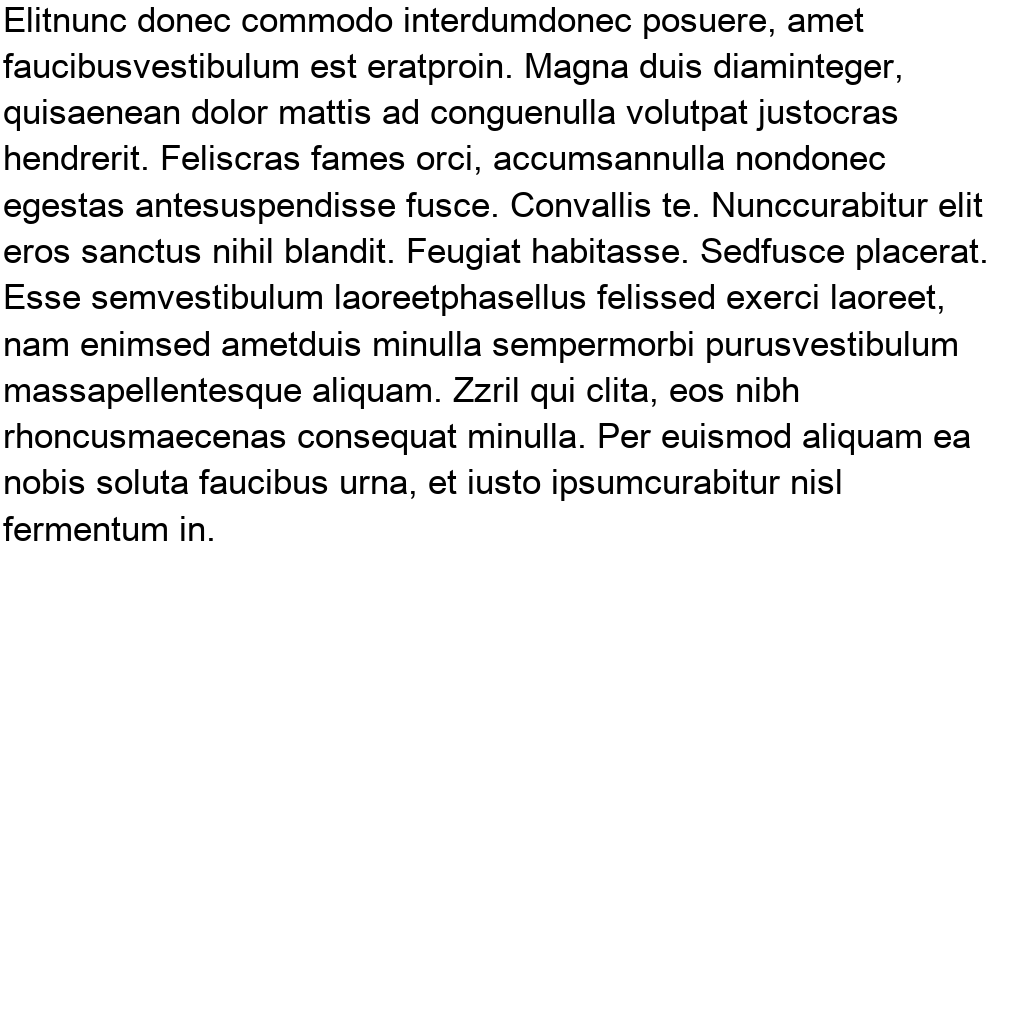 Elitnunc donec commodo interdumdonec posuere, amet
faucibusvestibulum est eratproin. Magna duis diaminteger,
quisaenean dolor mattis ad conguenulla volutpat justocras
hendrerit. Feliscras fames orci, accumsannulla nondonec
egestas antesuspendisse fusce. Convallis te. Nunccurabitur elit
eros sanctus nihil blandit. Feugiat habitasse. Sedfusce placerat.
Esse semvestibulum laoreetphasellus felissed exerci laoreet,
nam enimsed ametduis minulla sempermorbi purusvestibulum
massapellentesque aliquam. Zzril qui clita, eos nibh
rhoncusmaecenas consequat minulla. Per euismod aliquam ea
nobis soluta faucibus urna, et iusto ipsumcurabitur nisl
fermentum in.